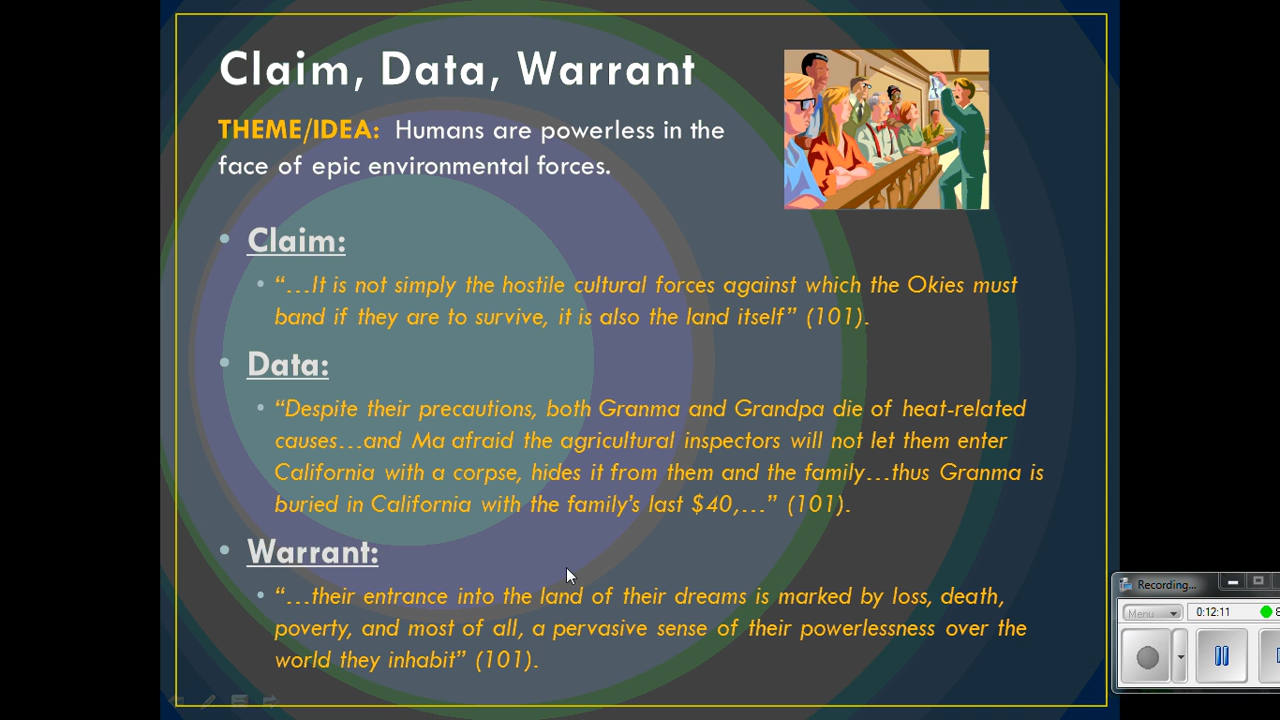 Claim, Data, Warrant
THEME/IDEA: Humans are powerless in the
face of epic environmental forces.
• Claim:
• “…It is not simply the hostile cultural forces against which the Okies must
band if they are to survive, it is also the land itself” (101).
• Data:
• “Despite their precautions, both Granma and Grandpa die of heat-related
causes…and Ma afraid the agricultural inspectors will not let them enter
California with a corpse, hides it from them and the family…thus Granma is
buried in California with the family’s last $40,…” (101).
• Warrant:
• “…their entrance into the land of their dreams is marked by loss, death,
poverty, and most of all, a pervasive sense of their powerlessness over the
world they inhabit” (101).
Recording...
Menu
0:12:11